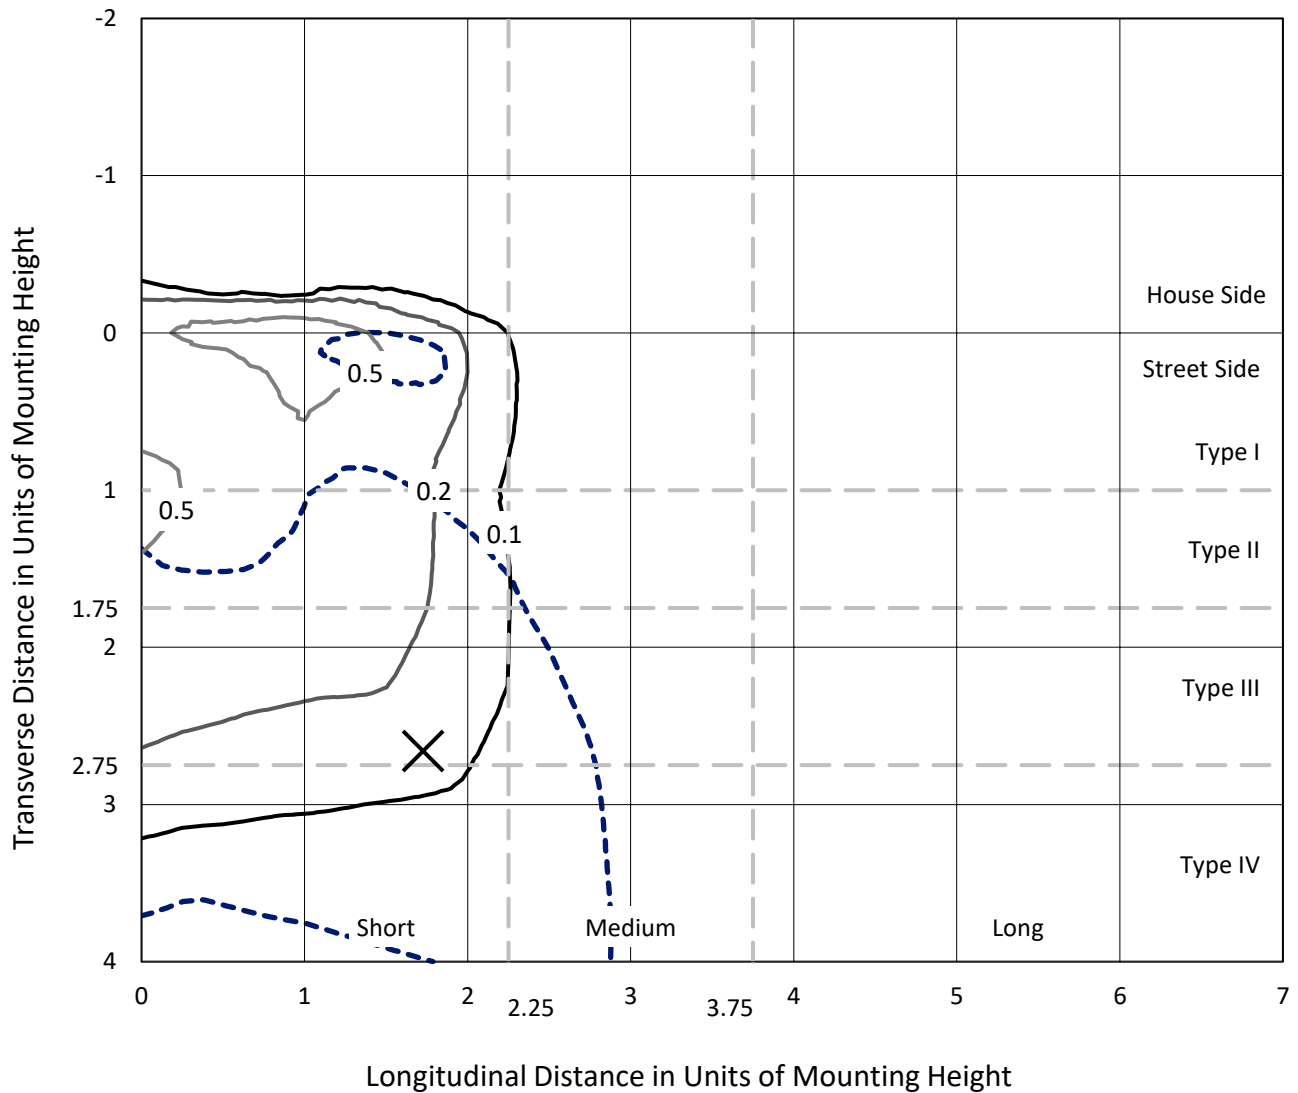 -2
-1
House Side
0
Street Side
0.5
Type I
1
0.2
0.5
0.1
Type II
1.75
2
Type III
2.75
3
Type IV
Short
Medium
Long
4
0
1
2
2.25
3
3.75
4
5
6
7
Longitudinal Distance in Units of Mounting Height
Transverse Distance in Units of Mounting Height